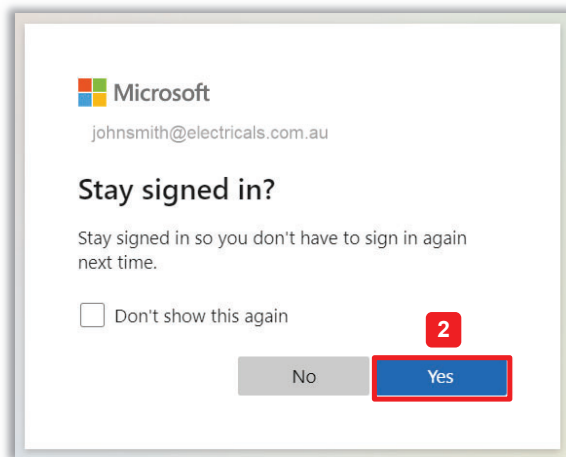 Microsoft
johnsmith@electricals.com.au
Stay signed in?
Stay signed in so you don't have to sign in again
next time.
Don't show this again
2
No Yes